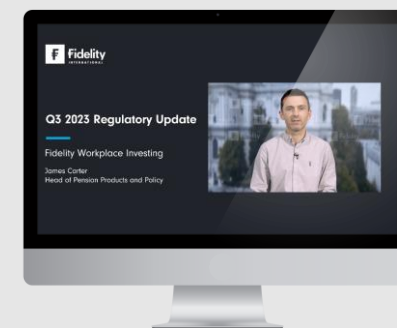 Fidelity
INTERNATIONAL
Q3 2023 Regulatory Update
Fidelity Workplace Investing
James Carter
Head of Pension Products and Policy